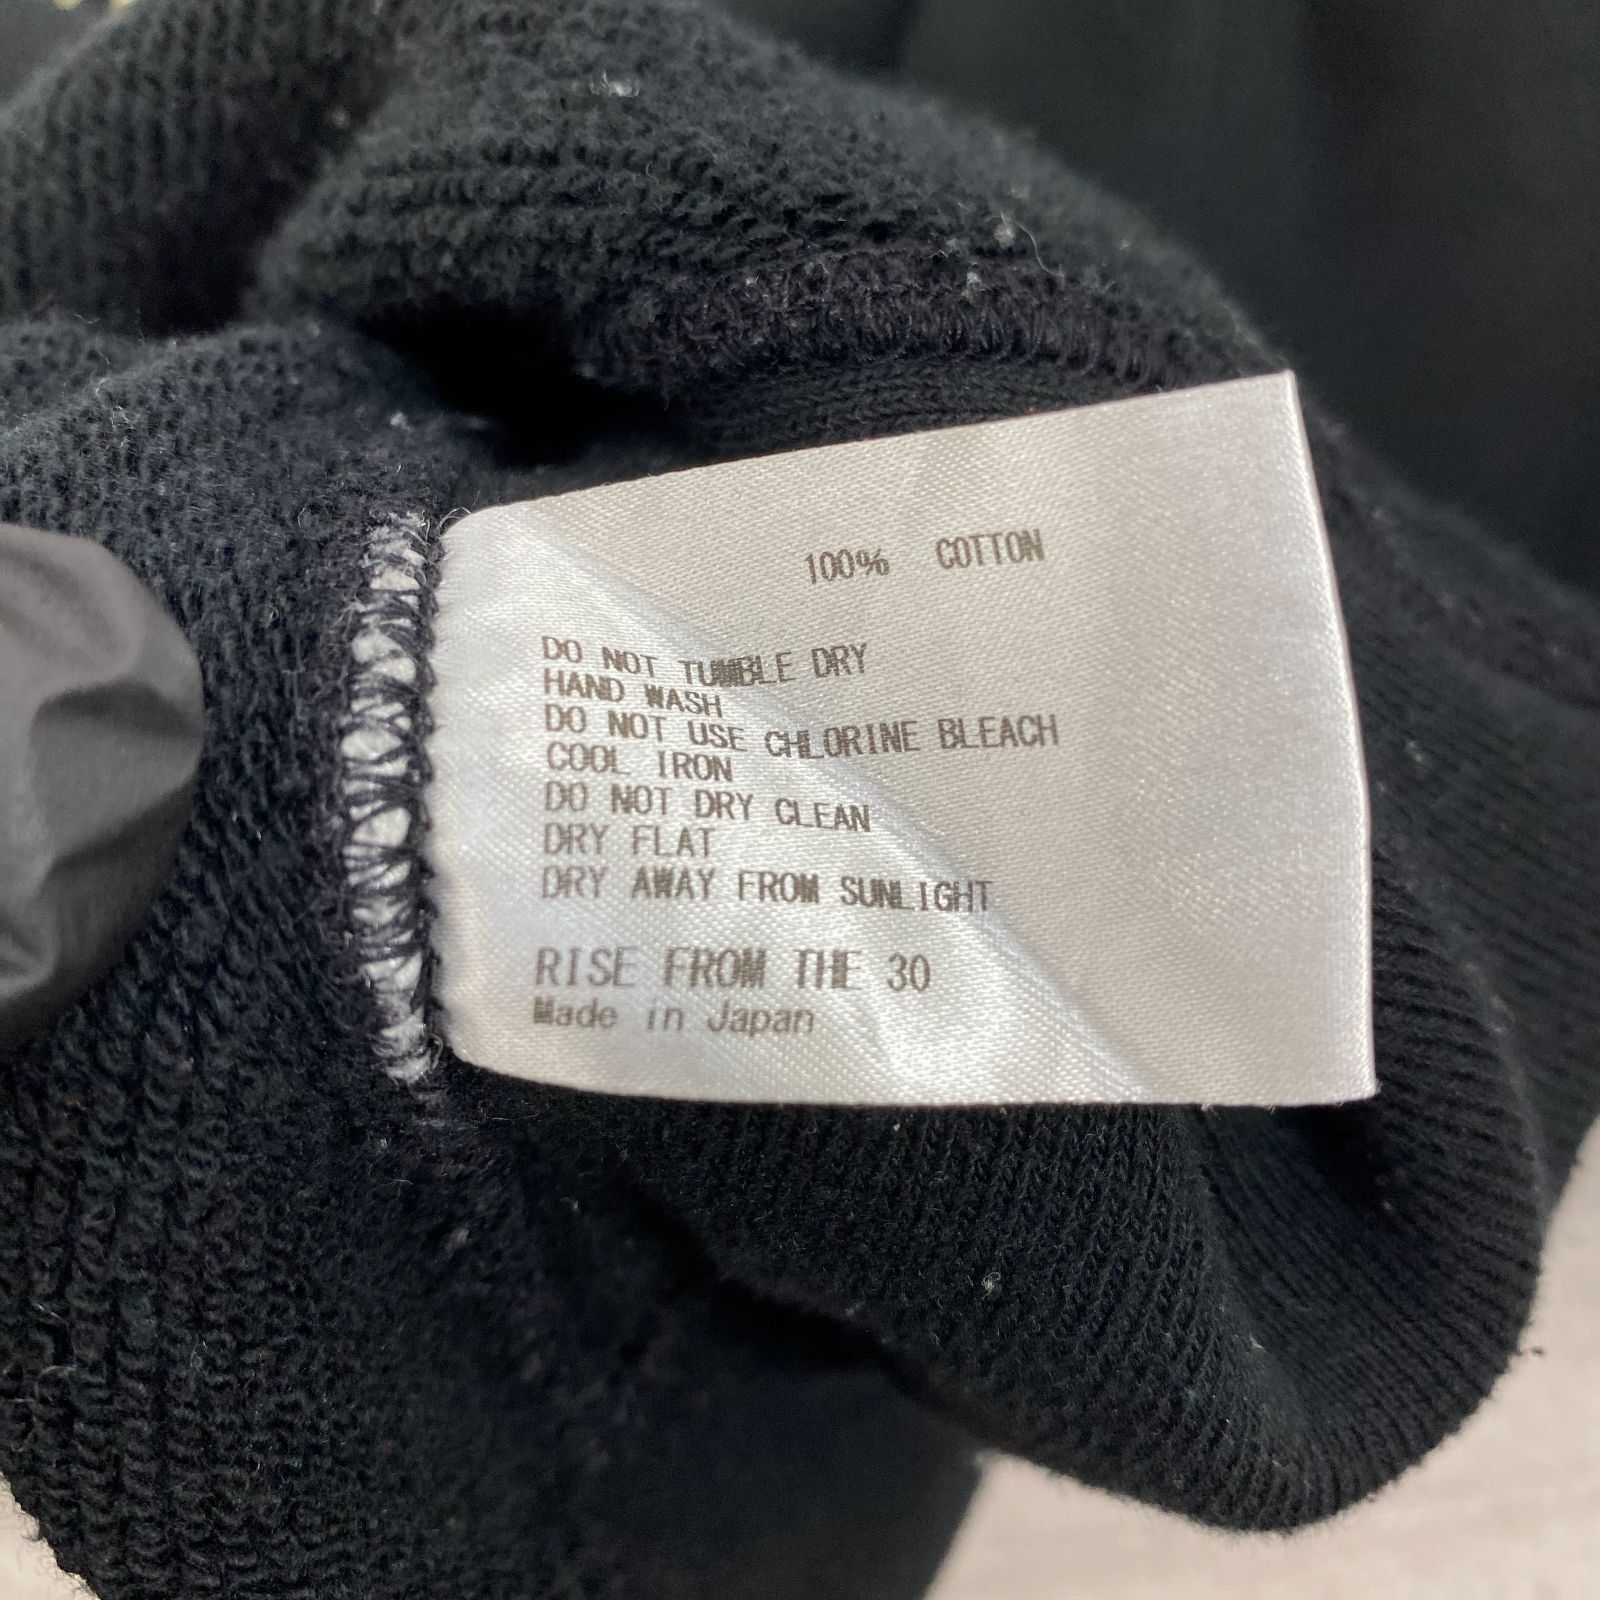 100% COTTON
DO NOT TUMBLE DRY
HAND WASH
DO NOT USE CHLORINE BLEACH
COOL IRON
DO NOT DRY CLEAN
DRY FLAT
DRY AWAY FROM SUNLIGHT
RISE FROM THE 30
Made in Japan